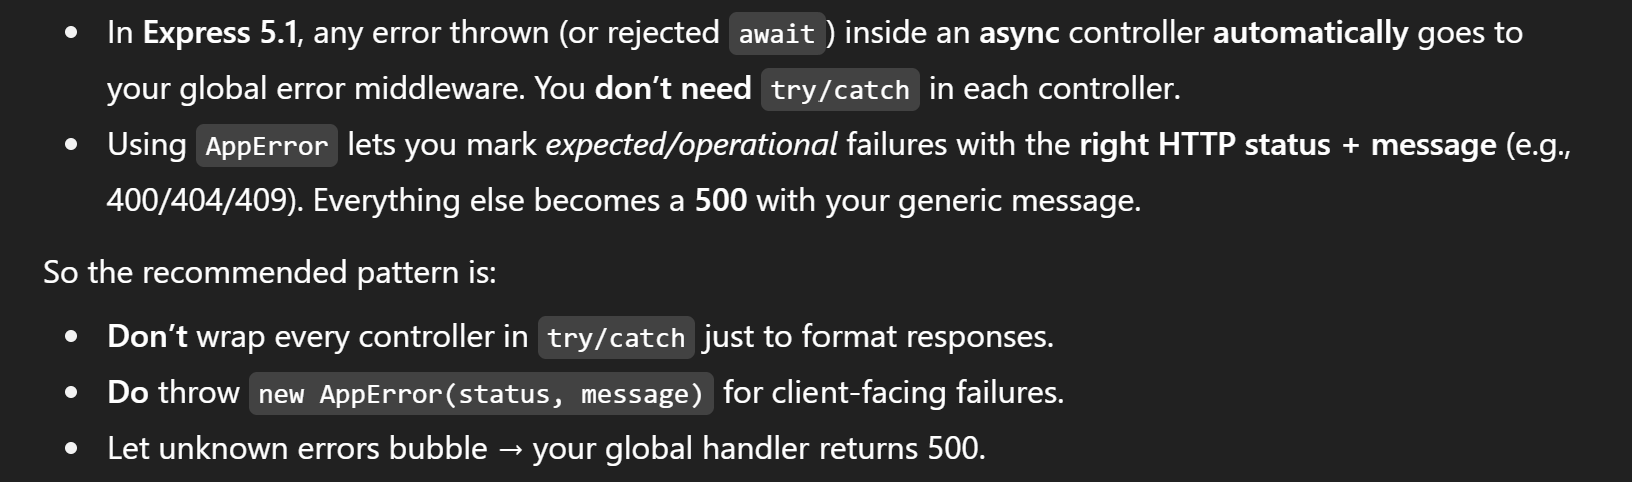 • In Express 5.1, any error thrown (or rejected await) inside an async controller automatically goes to
your global error middleware. You don’t need try/catch in each controller.
• Using AppError lets you mark expected/operational failures with the right HTTP status + message (e.g.,
400/404/409). Everything else becomes a 500 with your generic message.
So the recommended pattern is:
• Don’t wrap every controller in try/catch just to format responses.
• Do throw new AppError(status, message) for client-facing failures.
• Let unknown errors bubble → your global handler returns 500.